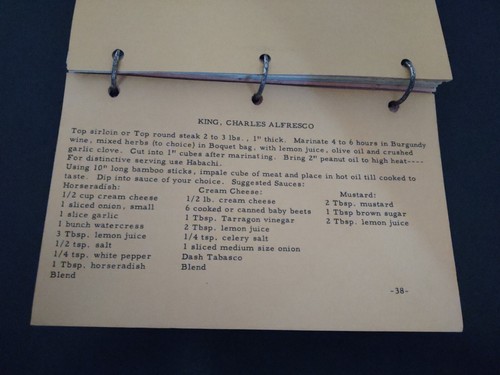 KING, CHARLES ALFRESCO
Top sirloin or Top round steak 2 to 3 lbs., 1" thick. Marinate 4 to 6 hours in Burgundy
wine, mixed herbs (to choice) in Boquet bag, with lemon juice, olive oil and crushed
garlic clove. Cut into 1" cubes after marinating. Bring 2" peanut oil to high heat----
For distinctive serving use Habachi.
Using 10" long bamboo sticks, impale cube of meat and place in hot oil till cooked to
taste. Dip into sauce of your choice. Suggested Sauces:
Horseradish: Cream Cheese: Mustard:
1/2 cup cream cheese 1/2 lb. cream cheese 2 Tbsp. mustard
1 sliced onion, small 6 cooked or canned baby beets 1 Tbsp brown sugar
1 slice garlic 1 Tbsp. Tarragon vinegar 2 Tbsp. lemon juice
1 bunch watercress 2 Tbsp. lemon juice
3 Tbsp. lemon juice 1/4 tsp. celery salt
1/2 tsp. salt 1 sliced medium size onion
1/4 tsp. white pepper Dash Tabasco
1 Tbsp. horseradish Blend
Blend
-38-